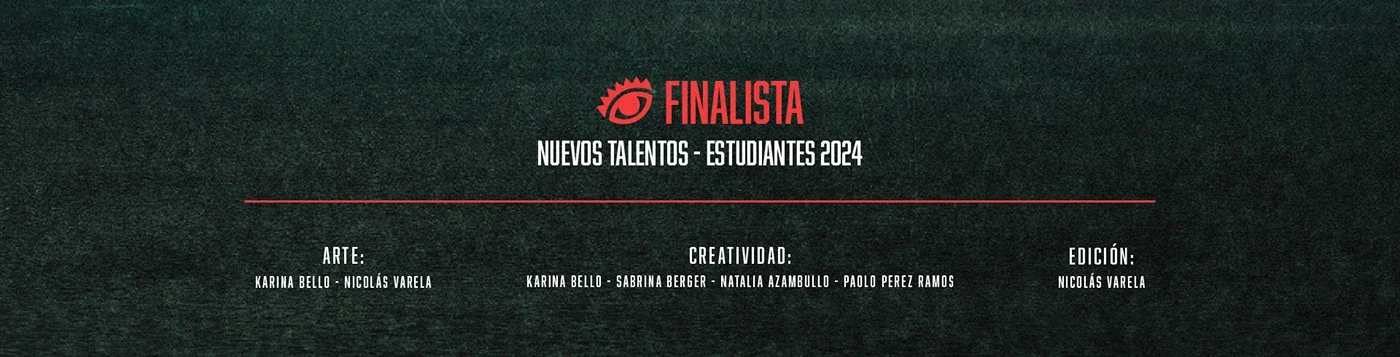 FINALISTA
NUEVOS TALENTOS - ESTUDIANTES 2024
ARTE:
KARINA BELLO - NICOLÁS VARELA
CREATIVIDAD:
KARINA BELLO - SABRINA BERGER - NATALIA AZAMBULLO - PAOLO PEREZ RAMOS
EDICIÓN:
NICOLÁS VARELA